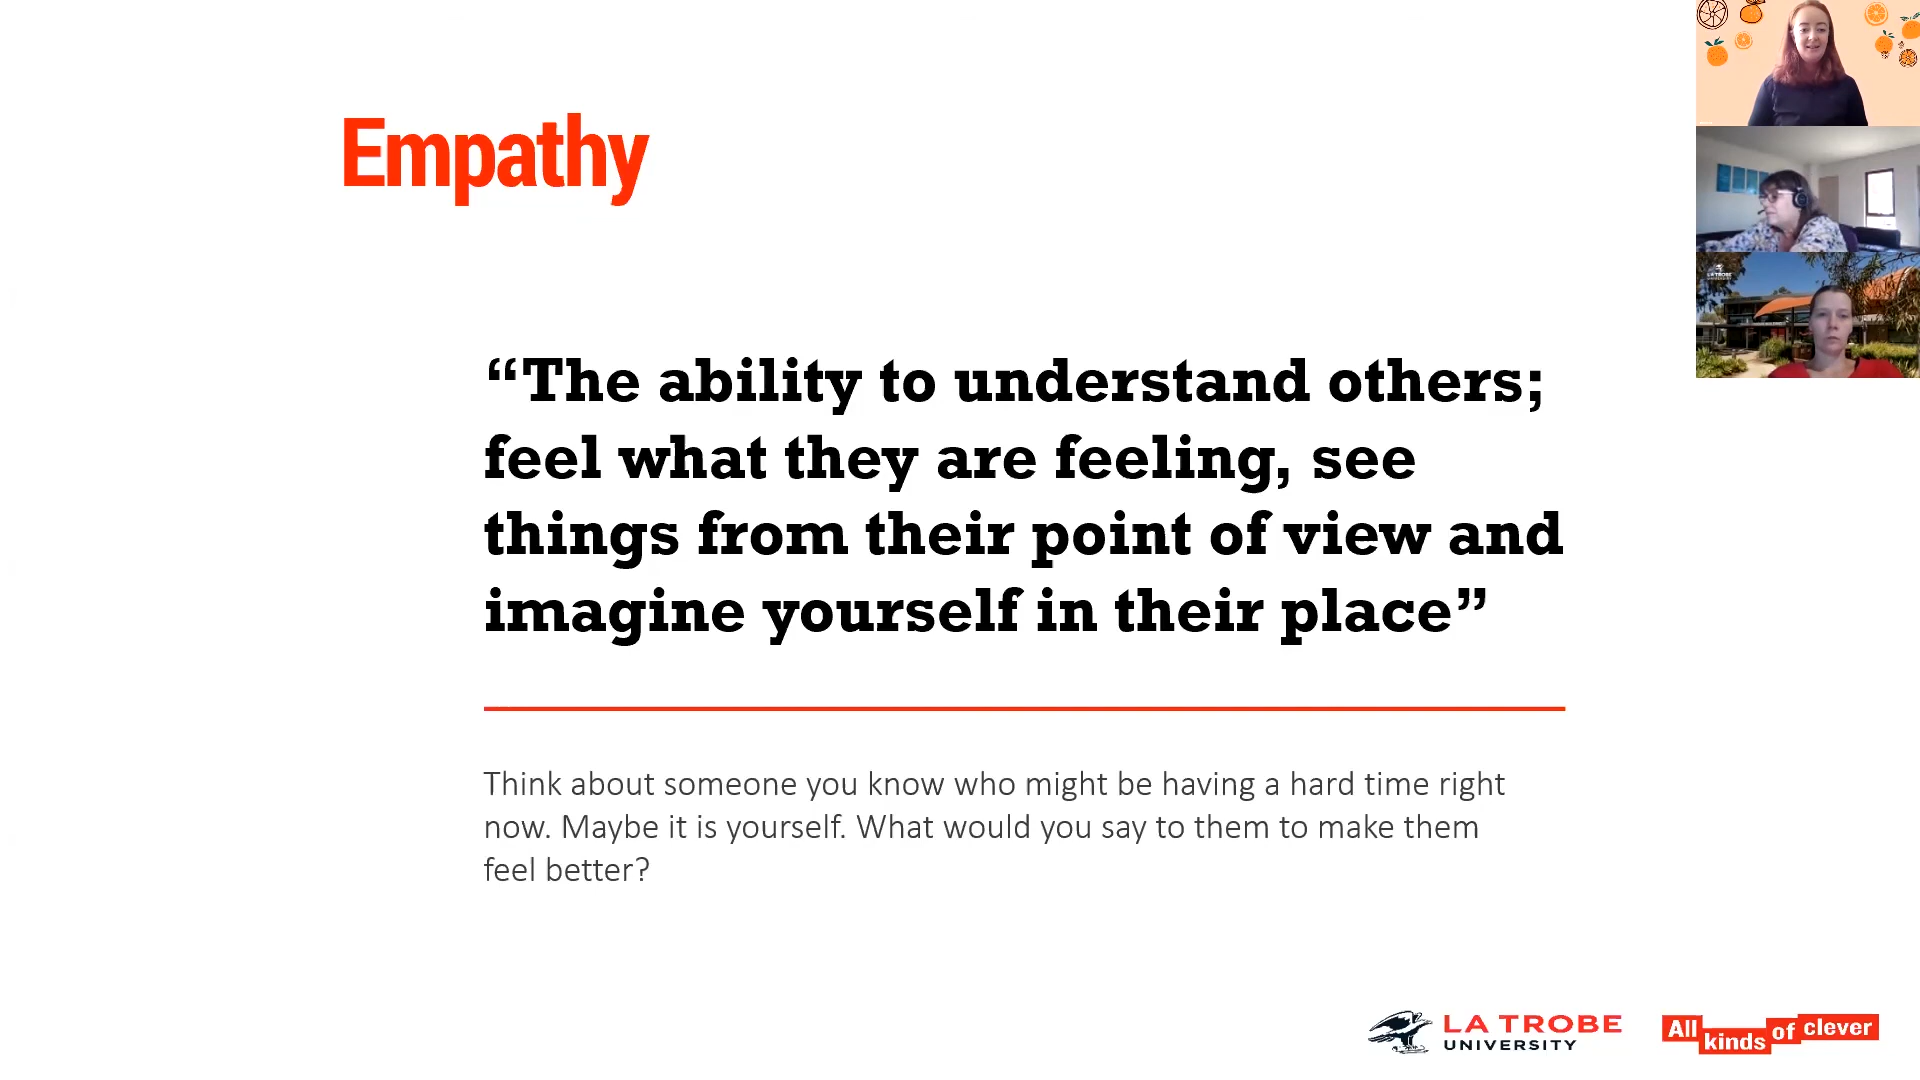 Empathy
“The ability to understand others;
feel what they are feeling, see
things from their point of view and
imagine yourself in their place”
Think about someone you know who might be having a hard time right
now. Maybe it is yourself. What would you say to them to make them
feel better?
LA TROBE
UNIVERSITY
All kinds of clever
LA TROBE
UNIVERSITY